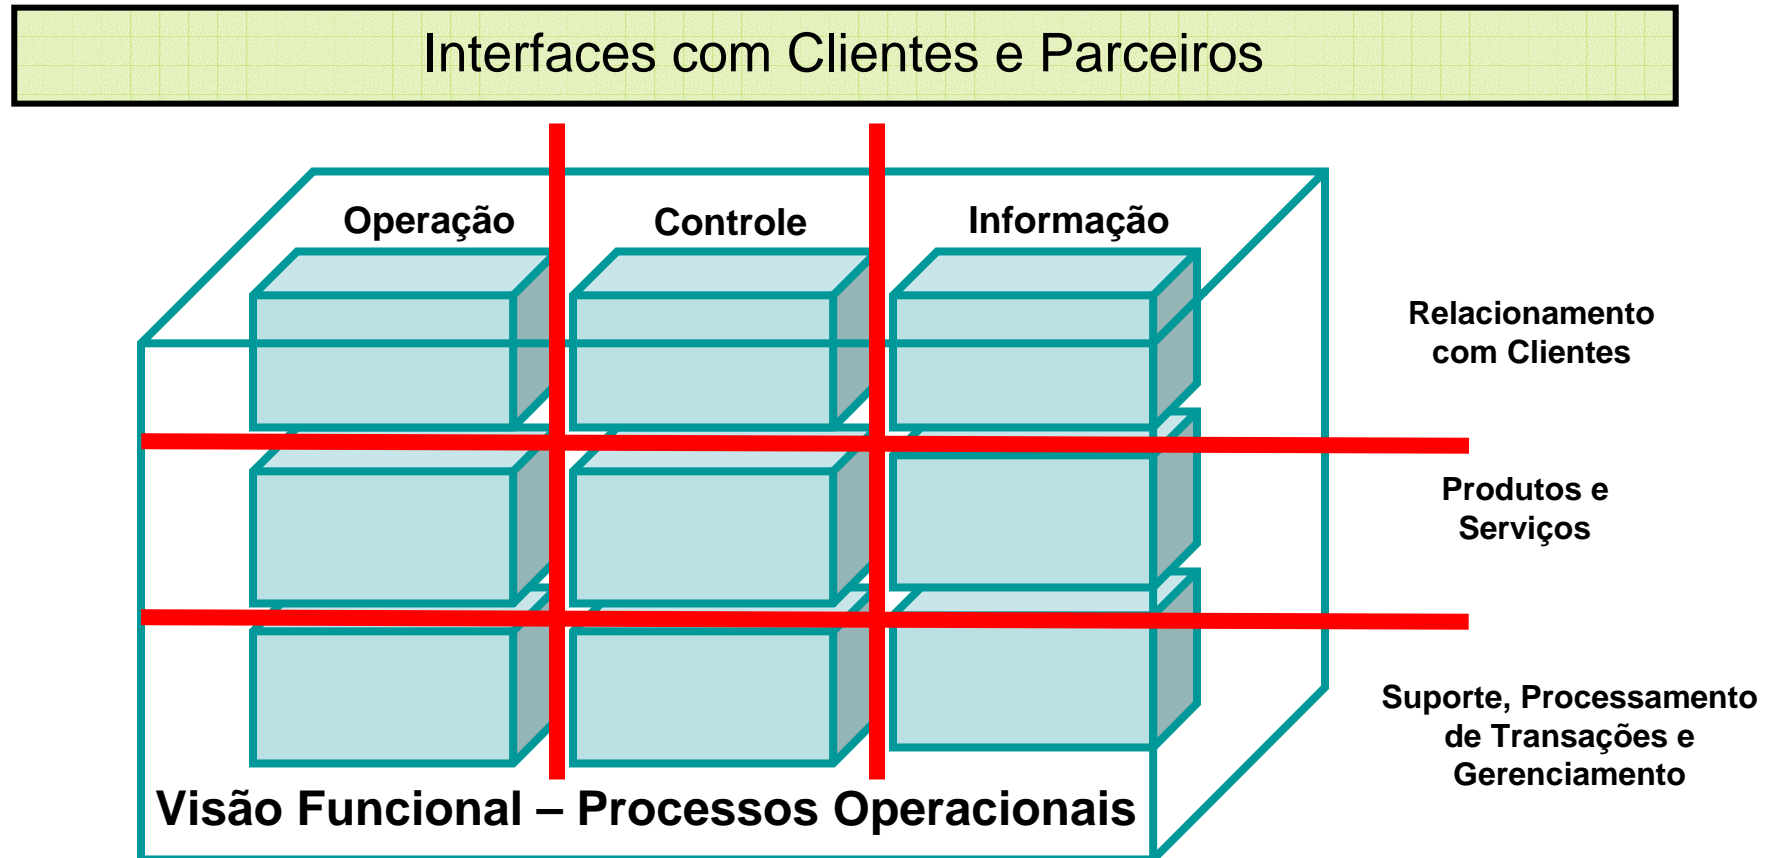 Interfaces com Clientes e Parceiros
Operação
Controle
Informação
Relacionamento
com Clientes
Produtos e
Serviços
Suporte, Processamento
de Transações e
Gerenciamento
Visão Funcional – Processos Operacionais